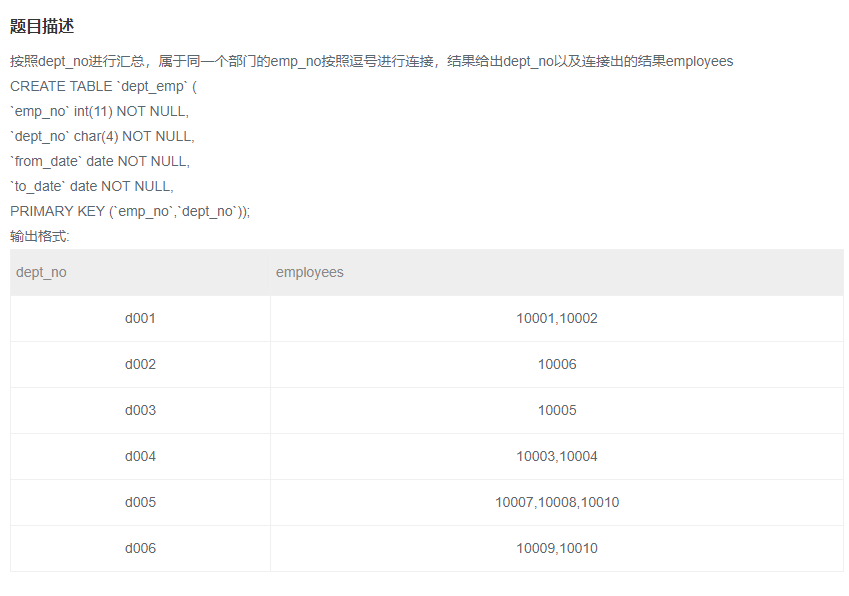 题目描述
按照dept_no进行汇总，属于同一个部门的emp_no按照逗号进行连接，结果给出dept_no以及连接出的结果employees
CREATE TABLE `dept_emp` (
`emp_no` int(11) NOT NULL,
`dept_no` char(4) NOT NULL,
`from_date` date NOT NULL,
`to_date` date NOT NULL,
PRIMARY KEY (`emp_no`,`dept_no`));
输出格式:
dept_no employees
d001 10001,10002
d002 10006
d003 10005
d004 10003,10004
d005 10007,10008,10010
d006 10009,10010